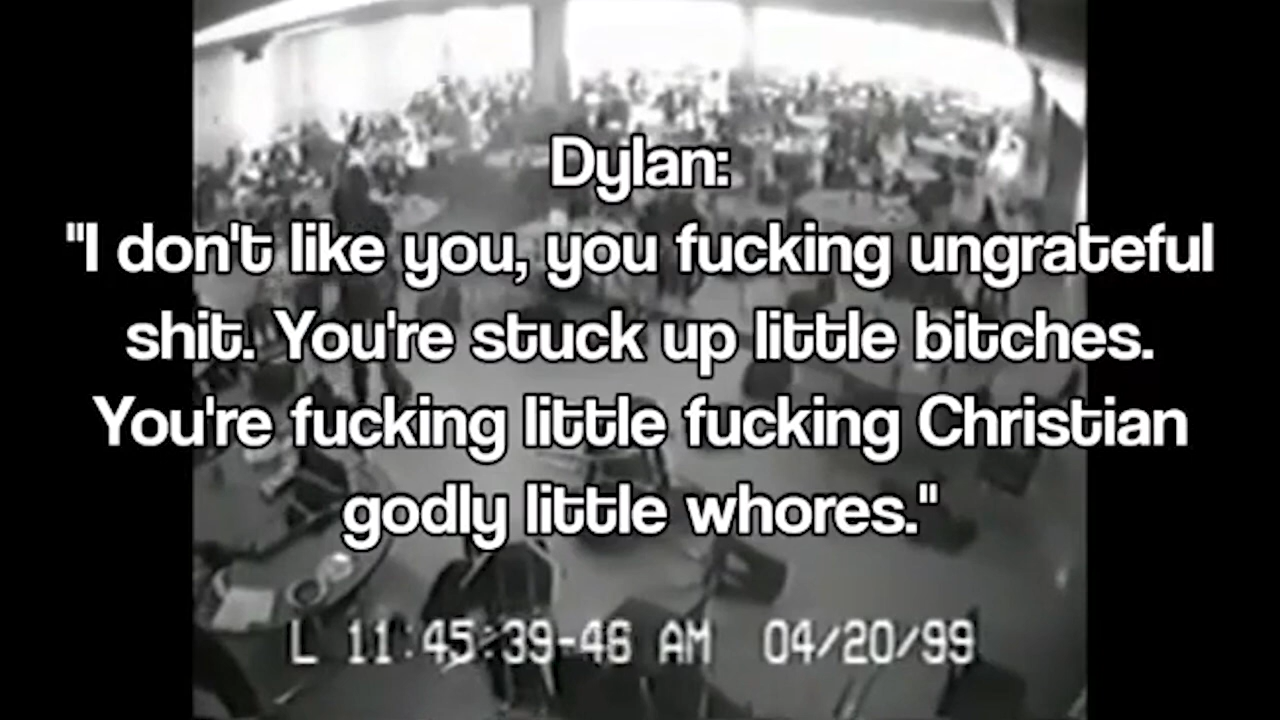 Dylan:
"I don't like you, you fucking ungrateful
shit. You're stuck up little bitches.
You're fucking little fucking Christian
godly little whores."
L 11:45:39-46 AM 04/20/99